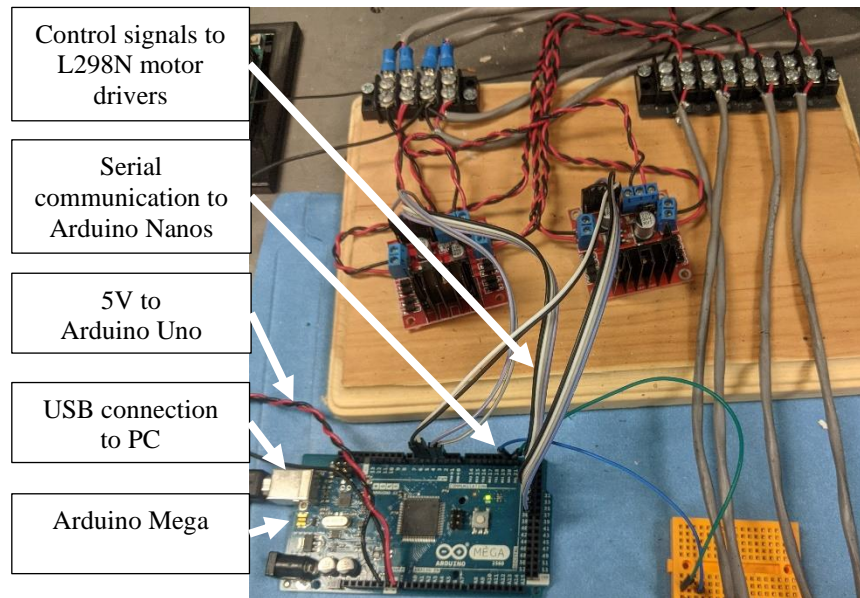 Control signals to
L298N motor
drivers
Serial
communication to
Arduino Nanos
5V to
Arduino Uno
USB connection
to PC
Arduino Mega
MEGA
ARDUINO